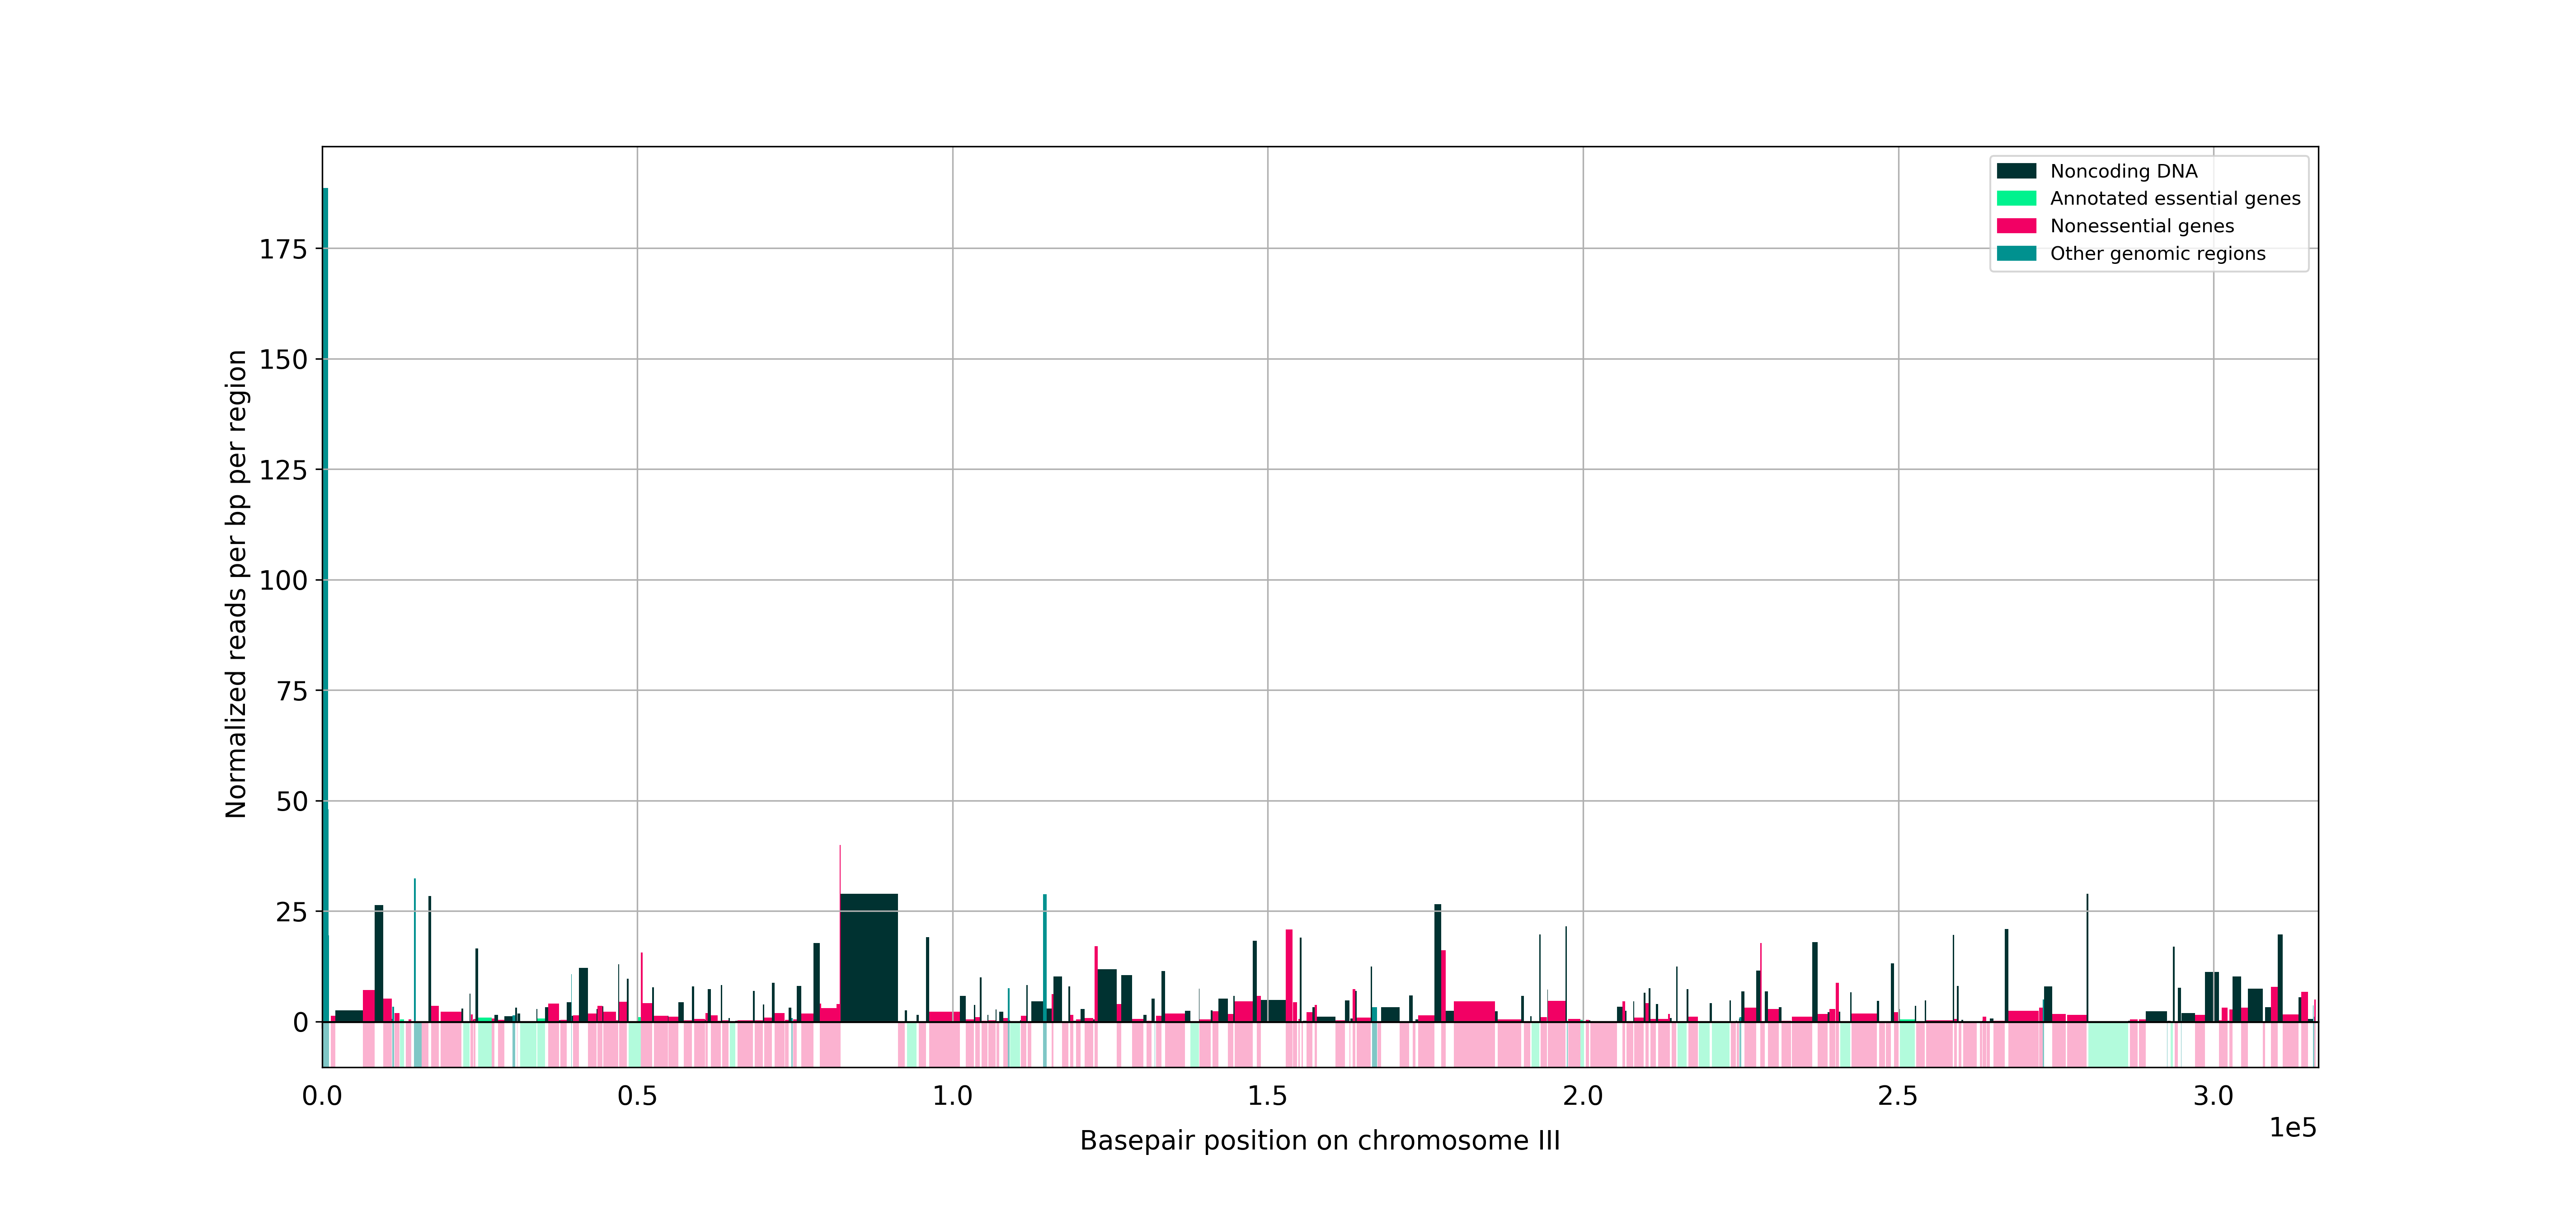 Noncoding DNA
Annotated essential genes
Nonessential genes
Other genomic regions
175
150
125
100
75
50
25
0
Normalized reads per bp per region
0.0 0.5 1.0 1.5 2.0 2.5 3.0
1e5
Basepair position on chromosome III